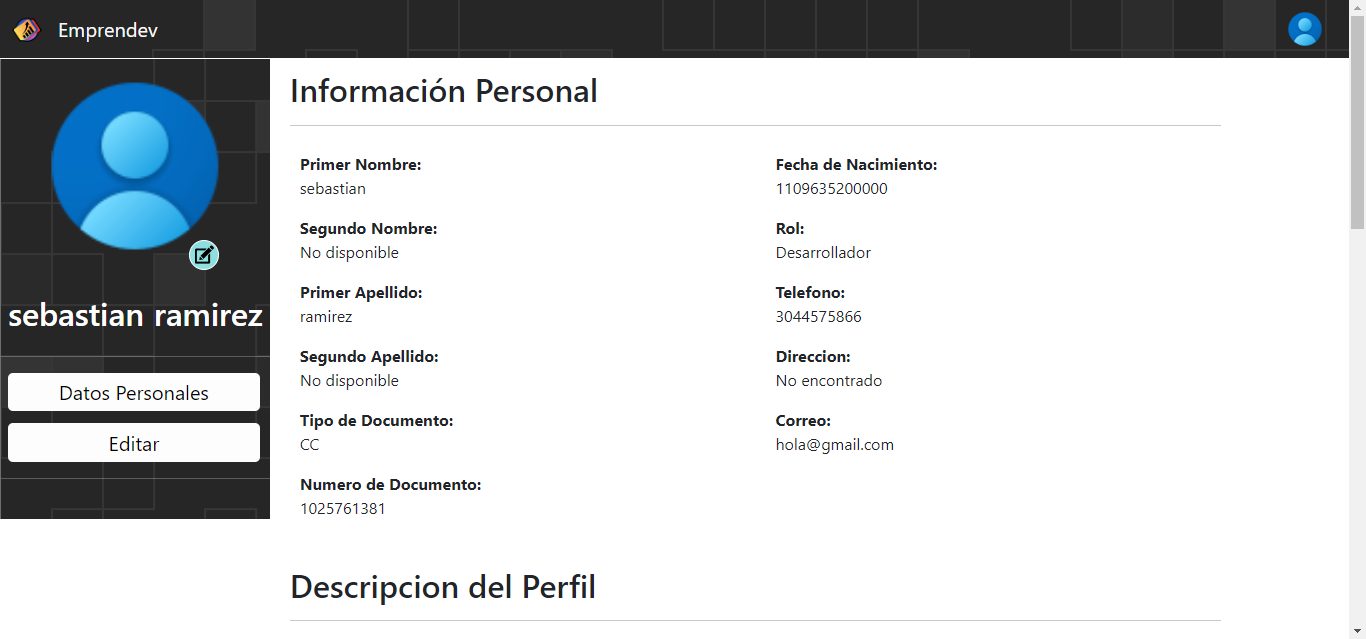 Emprendev
sebastian ramirez
Datos Personales
Editar
Información Personal
Primer Nombre:
sebastian
Segundo Nombre:
No disponible
Primer Apellido:
ramirez
Segundo Apellido:
No disponible
Tipo de Documento:
CC
Numero de Documento:
1025761381
Fecha de Nacimiento:
1109635200000
Rol:
Desarrollador
Telefono:
3044575866
Direccion:
No encontrado
Correo:
hola@gmail.com
Descripcion del Perfil